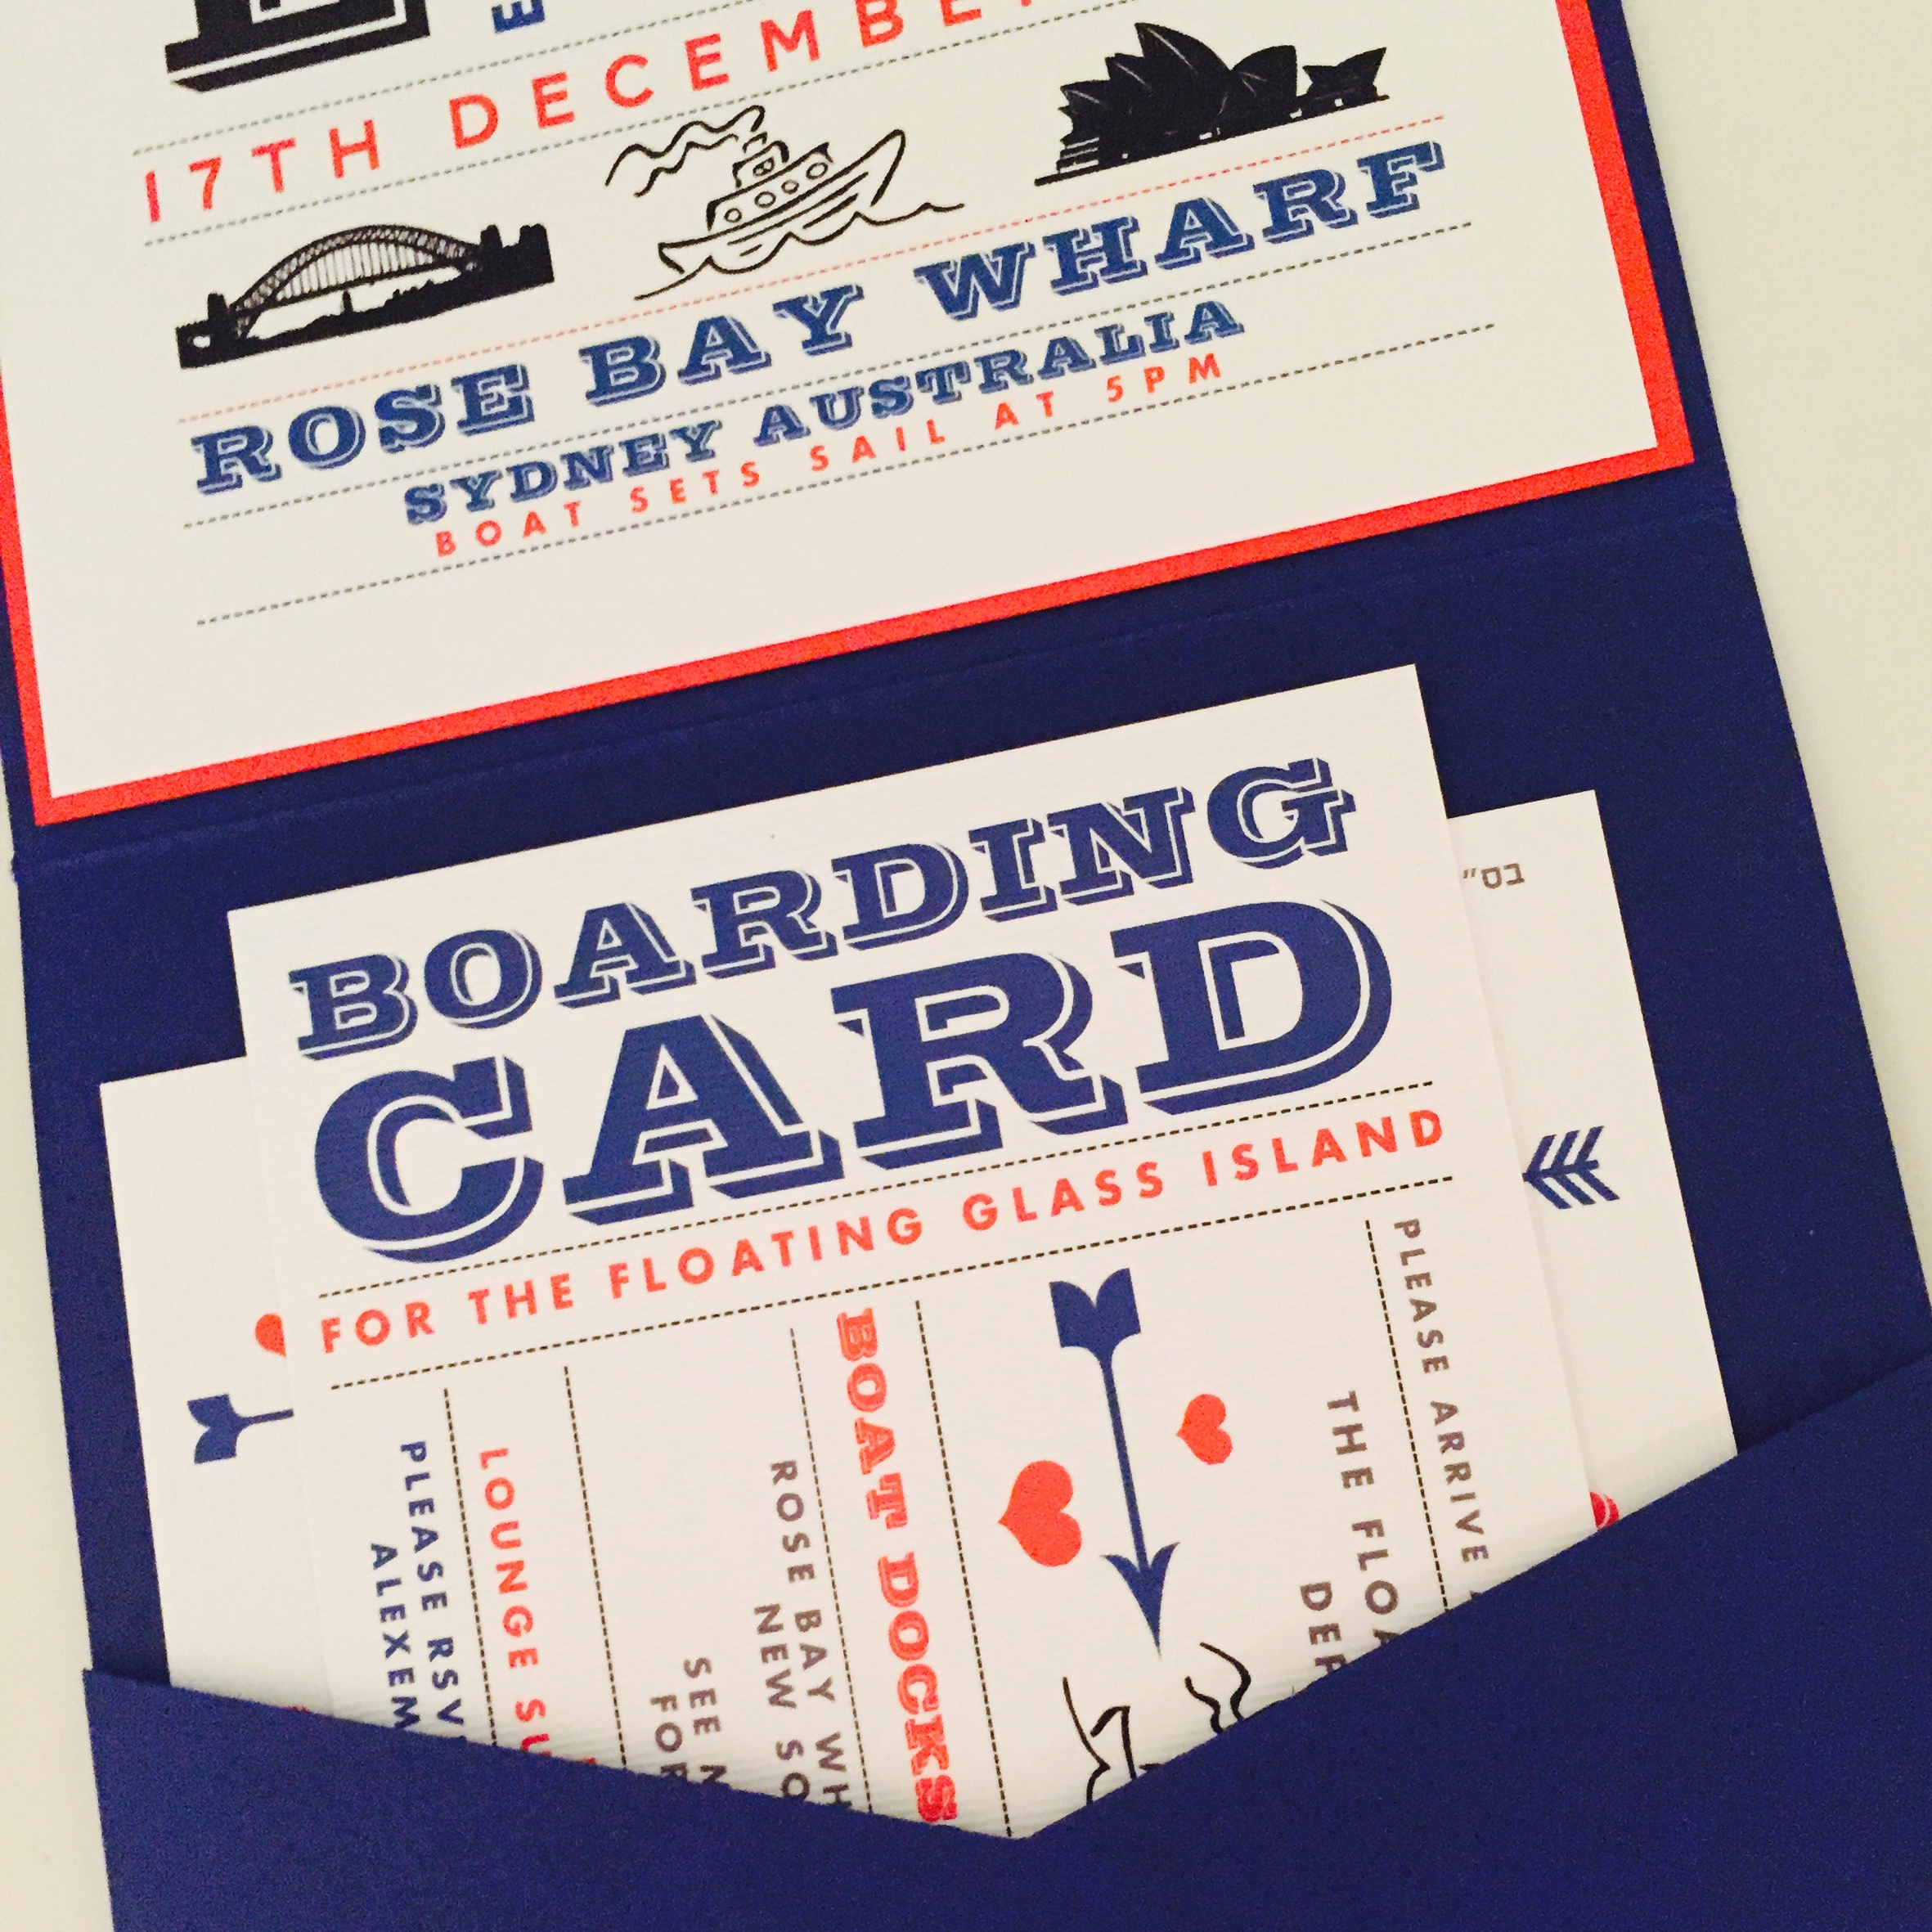 17TH DECEMBE
ROSE BAY WHARF
SYDNEY AUSTRALIA
BOAT SETS SAIL AT 5PM
BOARDING
CARD
FOR THE FLOATING GLASS ISLAND
בס"
PLEASE ARRIVE
THE FLOA
DEP
BOAT DOCKS
ROSE BAY WH
NEW SO
SEE
FOR
LOUNGE SU
PLEASE RSV
ALEXEM